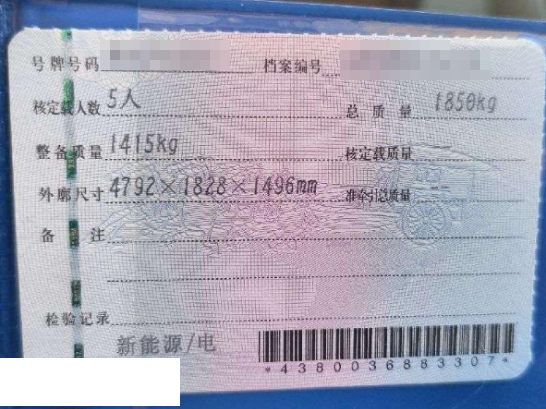 号牌号码 档案编号
核定载人数 5人 总质量 1850kg
整备质量 1415kg 核定载质量
外廓尺寸 4792×1828×1496mm 准牵引总质量
备注
检验记录
新能源/电
*4380036883307*